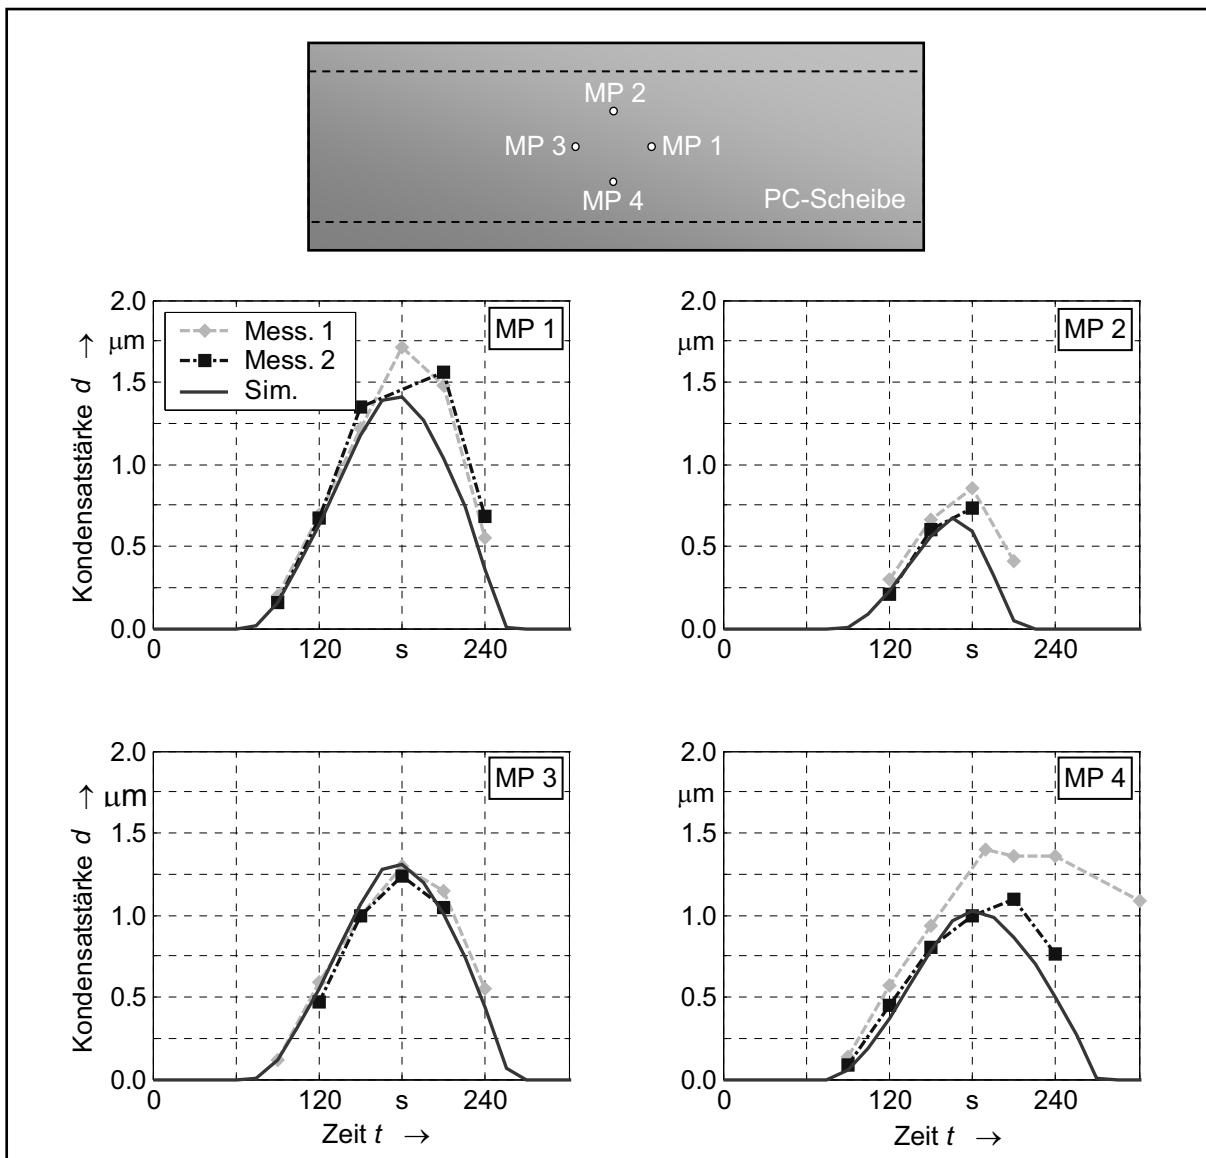 MP 2
MP 3
MP 1
MP 4
PC-Scheibe
Kondensatstärke d →
2.0
μm
1.5
1.0
0.5
0.0
0
120
s
240
Mess. 1
Mess. 2
Sim.
MP 1
2.0
μm
1.5
1.0
0.5
0.0
0
120
s
240
MP 2
Kondensatstärke d → μm
2.0
1.5
1.0
0.5
0.0
0
120
s
240
Zeit t →
MP 3
2.0
μm
1.5
1.0
0.5
0.0
0
120
s
240
Zeit t →
MP 4